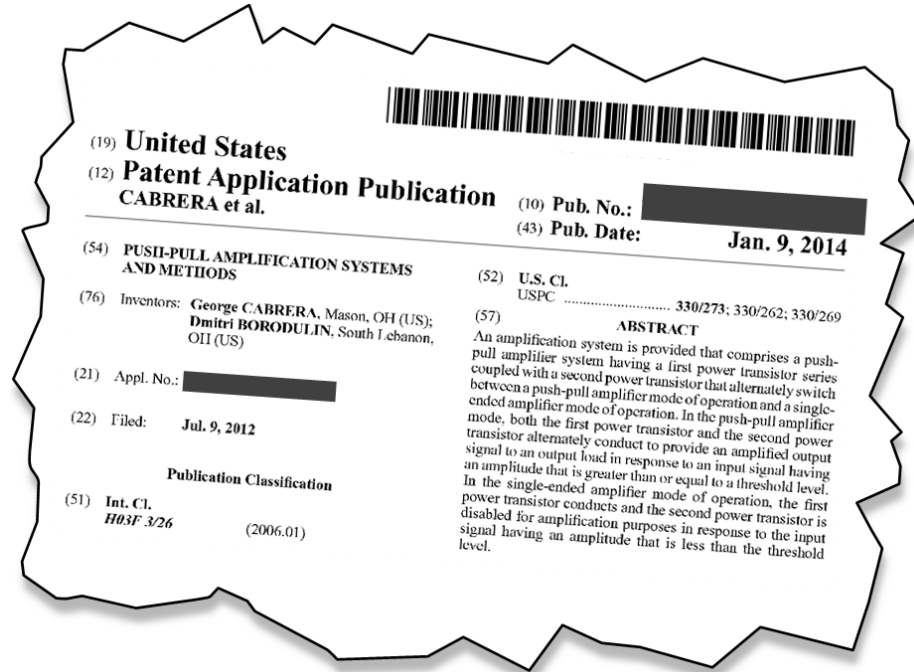 (19) United States
(12) Patent Application Publication
CABRERA et al.
(10) Pub. No.:
(43) Pub. Date:
Jan. 9, 2014
(54) PUSH-PULL AMPLIFICATION SYSTEMS
AND METHODS
(76) Inventors: George CABRERA, Mason, OH (US);
Dmitri BORODULIN, South Lebanon,
OH (US)
(21) Appl. No.:
(22) Filed: Jul. 9, 2012
Publication Classification
(51) Int. Cl.
H03F 3/26 (2006.01)
(52) U.S. Cl.
USPC ............................ 330/273; 330/262; 330/269
(57) ABSTRACT
An amplification system is provided that comprises a push-
pull amplifier system having a first power transistor series
coupled with a second power transistor that alternately switch
between a push-pull amplifier mode of operation and a single-
ended amplifier mode of operation. In the push-pull amplifier
mode, both the first power transistor and the second power
transistor alternately conduct to provide an amplified output
signal to an output load in response to an input signal having
an amplitude that is greater than or equal to a threshold level.
In the single-ended amplifier mode of operation, the first
power transistor conducts and the second power transistor is
disabled for amplification purposes in response to the input
signal having an amplitude that is less than the threshold
level.